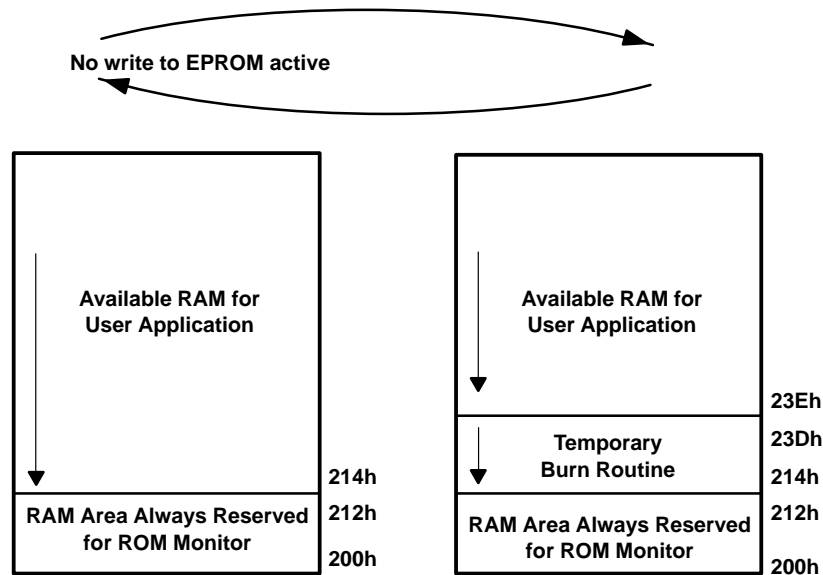 No write to EPROM active
Available RAM for
User Application
214h
RAM Area Always Reserved
for ROM Monitor
212h
200h
Available RAM for
User Application
23Eh
Temporary
Burn Routine
23Dh
214h
RAM Area Always Reserved
for ROM Monitor
212h
200h